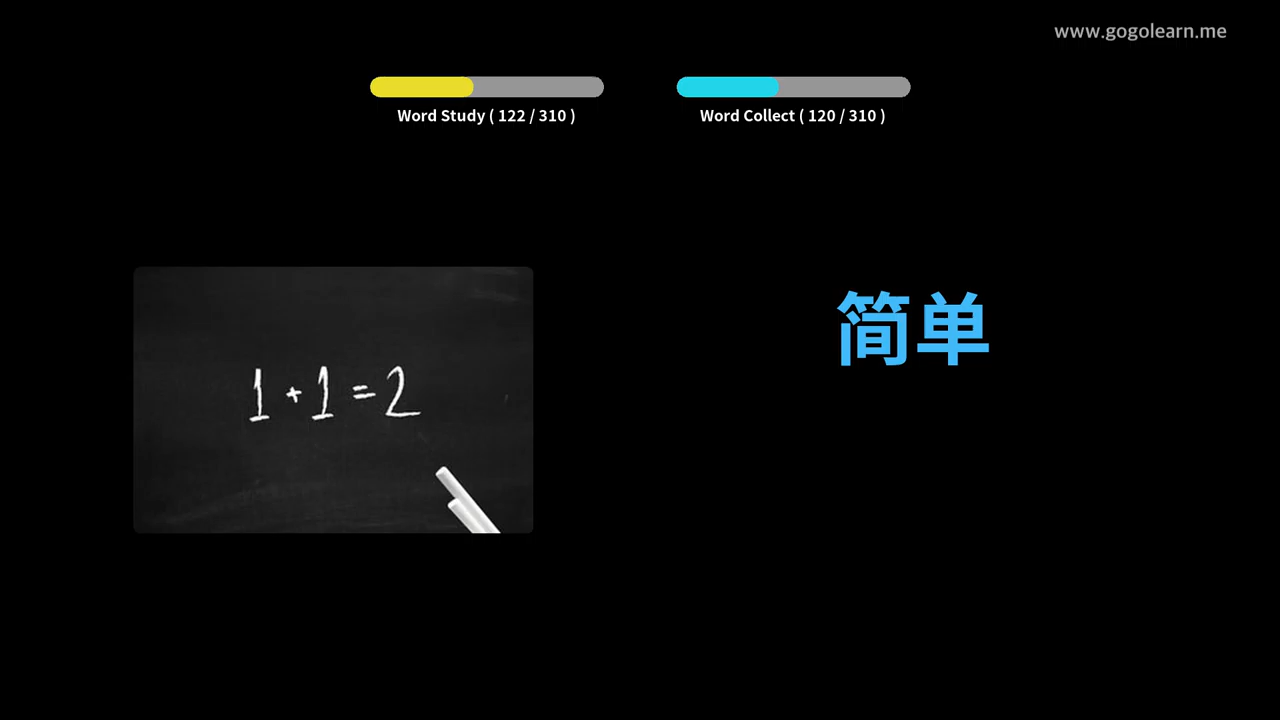 www.gogolearn.me
Word Study ( 122 / 310 )
Word Collect ( 120 / 310 )
简单
1 + 1 = 2